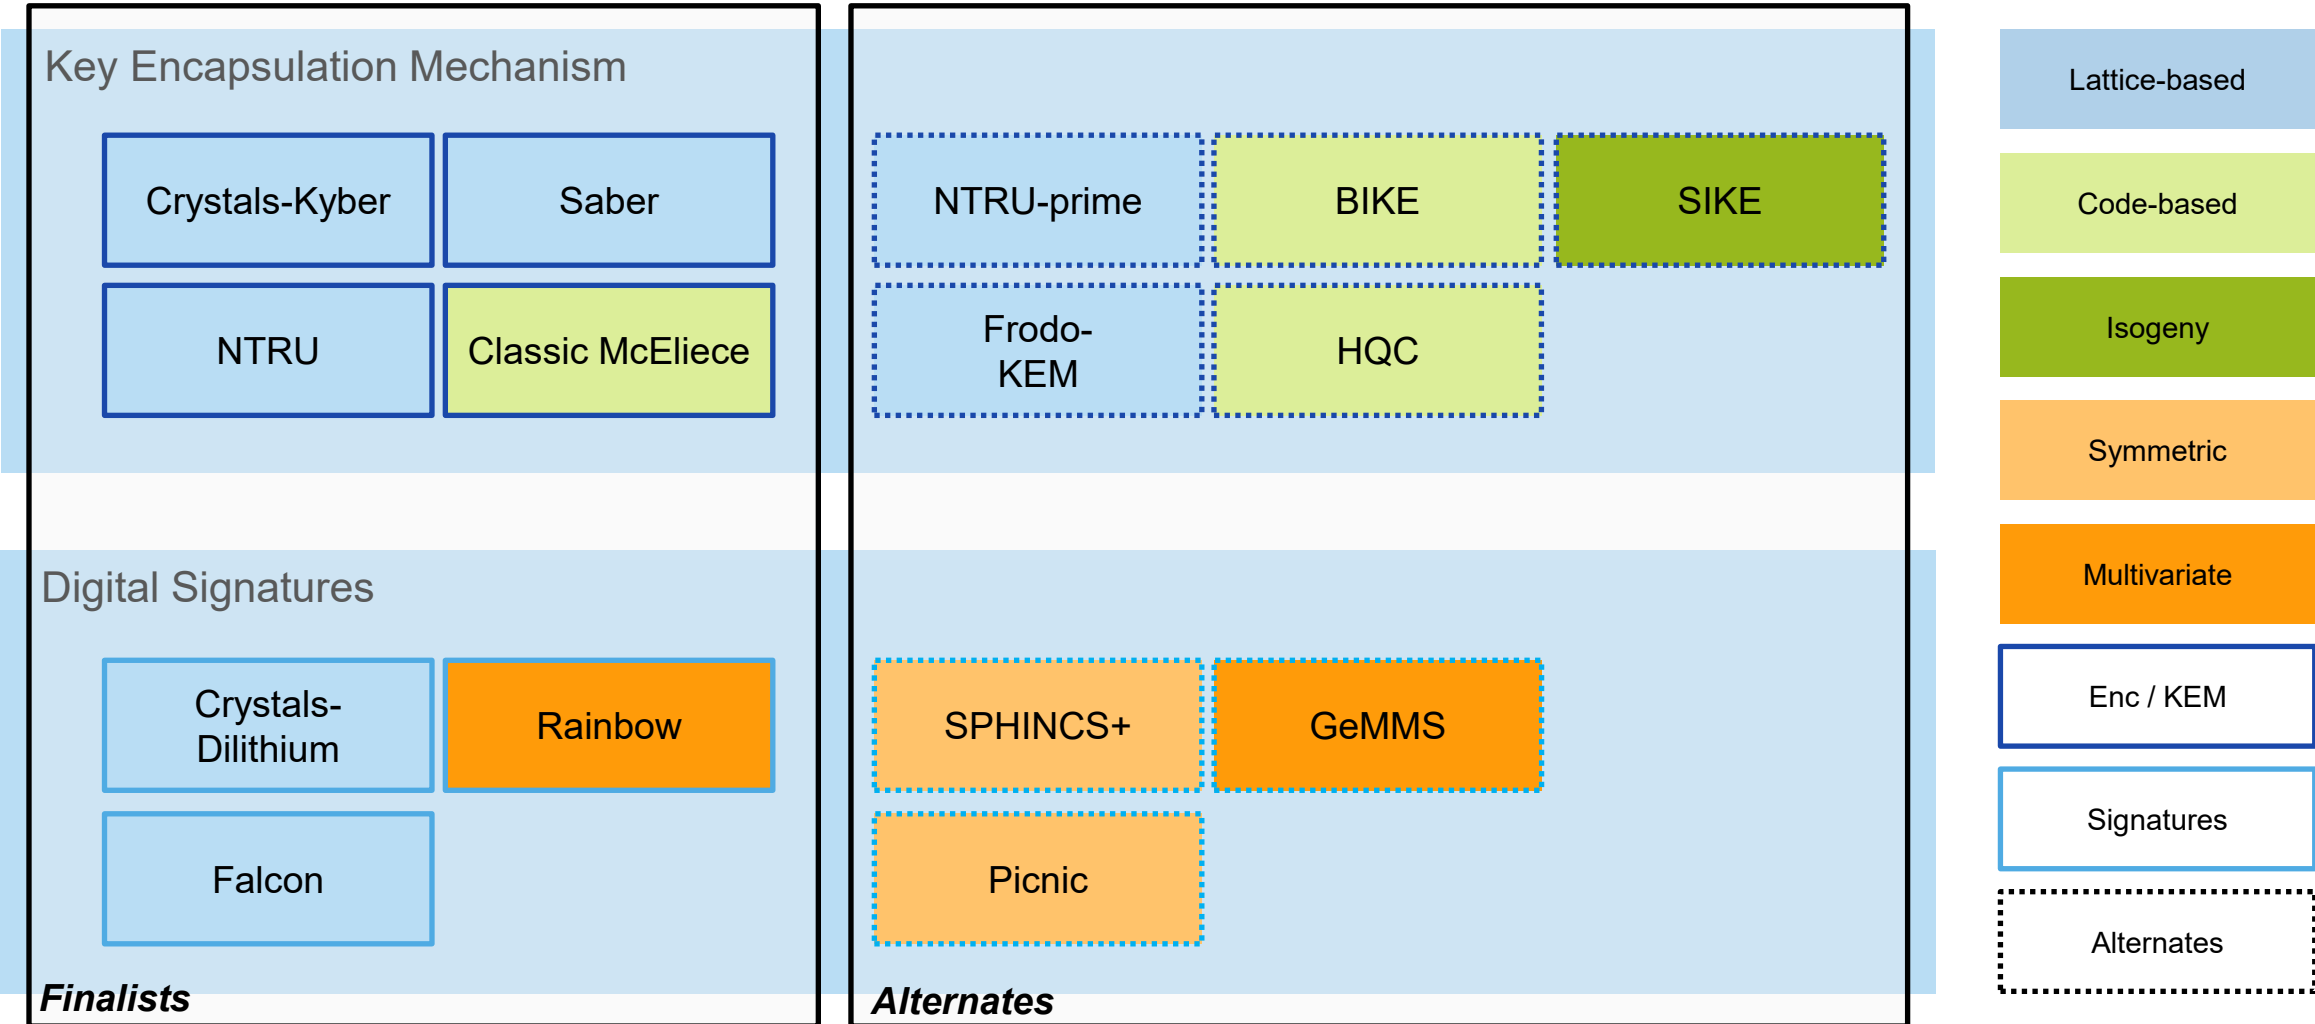 Key Encapsulation Mechanism
Crystals-Kyber
Saber
NTRU-prime
BIKE
SIKE
NTRU
Classic McEliece
Frodo-
KEM
HQC
Digital Signatures
Crystals-
Dilithium
Rainbow
SPHINCS+
GeMMS
Falcon
Picnic
Finalists
Alternates
Lattice-based
Code-based
Isogeny
Symmetric
Multivariate
Enc / KEM
Signatures
Alternates